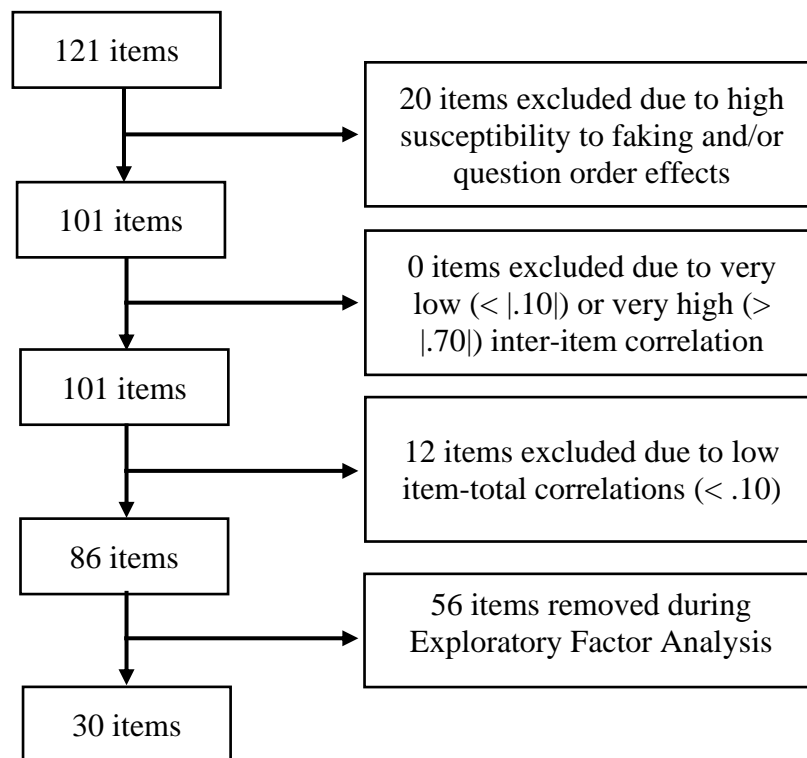 121 items
20 items excluded due to high
susceptibility to faking and/or
question order effects
101 items
0 items excluded due to very
low (< |.10|) or very high (>
|.70|) inter-item correlation
101 items
12 items excluded due to low
item-total correlations (< .10)
86 items
56 items removed during
Exploratory Factor Analysis
30 items